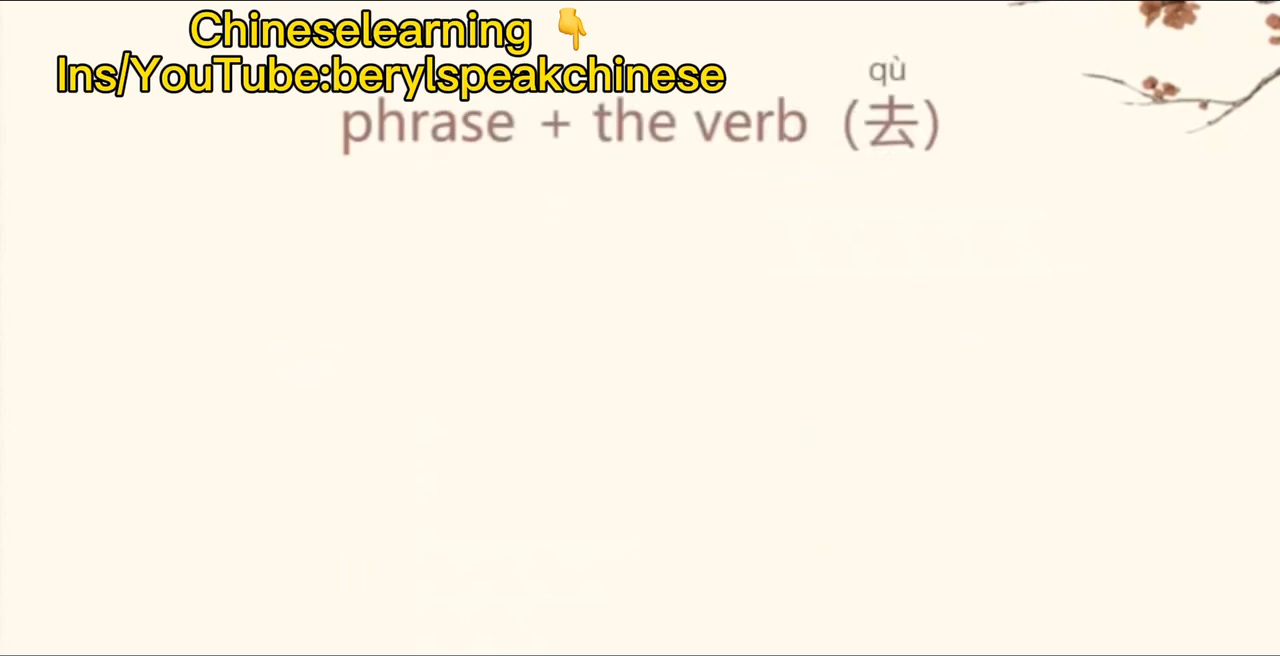 Chineselearning 👇
Ins/YouTube:berylspeakchinese
qù
phrase + the verb (去)